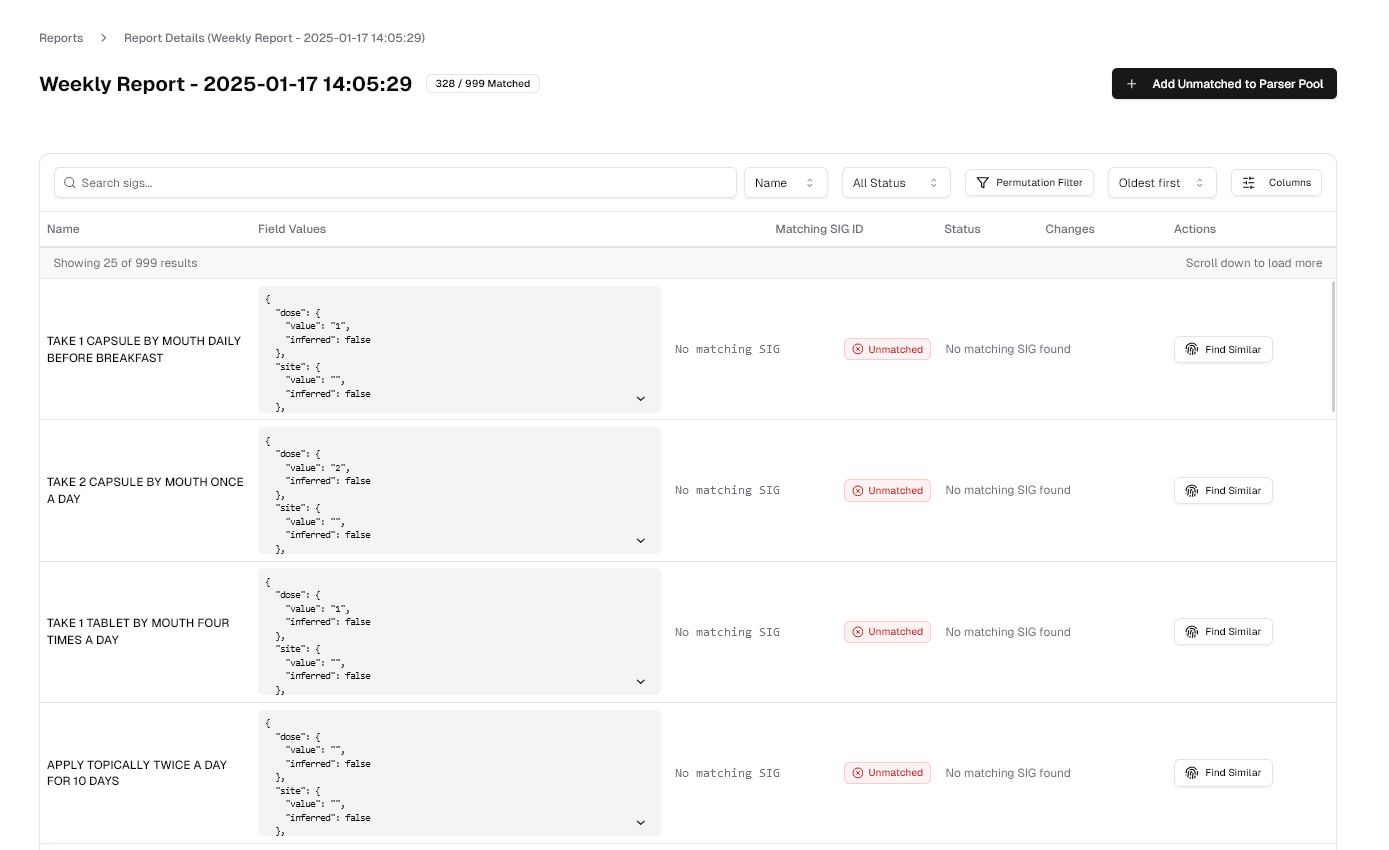 Reports > Report Details (Weekly Report - 2025-01-17 14:05:29)
Weekly Report - 2025-01-17 14:05:29 328 / 999 Matched
+ Add Unmatched to Parser Pool
Search sigs... Name All Status Permutation Filter Oldest first Columns
Name Field Values Matching SIG ID Status Changes Actions
Showing 25 of 999 results Scroll down to load more
TAKE 1 CAPSULE BY MOUTH DAILY
BEFORE BREAKFAST
{
"dose": {
"value": "1",
"inferred": false
},
"site": {
"value": "",
"inferred": false
},
No matching SIG Unmatched No matching SIG found Find Similar
TAKE 2 CAPSULE BY MOUTH ONCE
A DAY
{
"dose": {
"value": "2",
"inferred": false
},
"site": {
"value": "",
"inferred": false
},
No matching SIG Unmatched No matching SIG found Find Similar
TAKE 1 TABLET BY MOUTH FOUR
TIMES A DAY
{
"dose": {
"value": "1",
"inferred": false
},
"site": {
"value": "",
"inferred": false
},
No matching SIG Unmatched No matching SIG found Find Similar
APPLY TOPICALLY TWICE A DAY
FOR 10 DAYS
{
"dose": {
"value": "",
"inferred": false
},
"site": {
"value": "",
"inferred": false
},
No matching SIG Unmatched No matching SIG found Find Similar